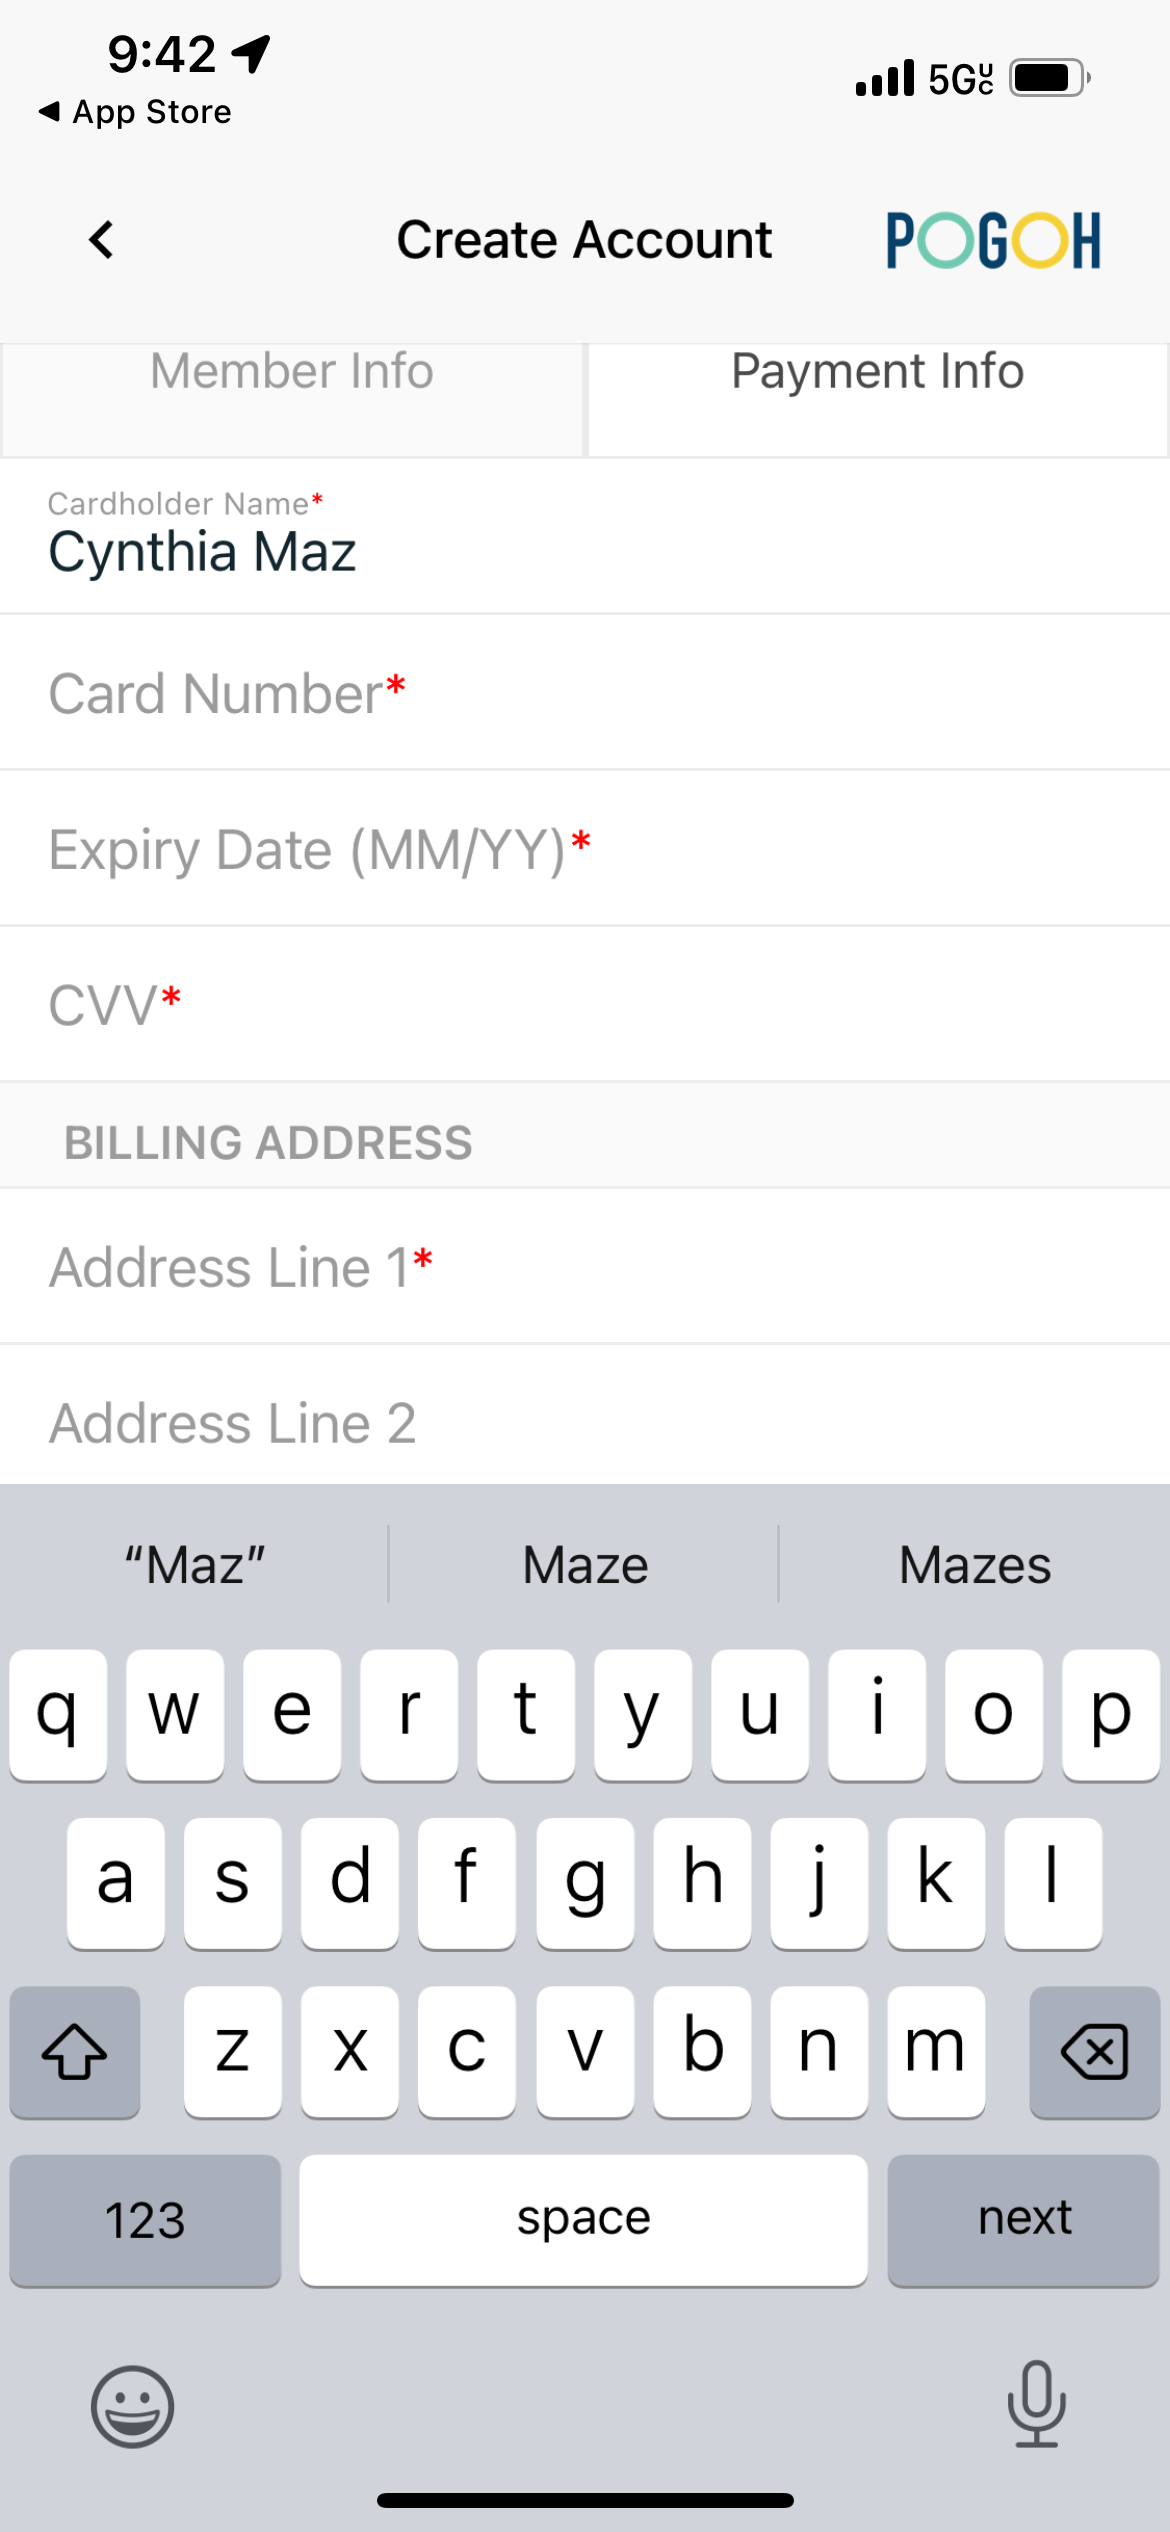 9:42
5G UC
App Store
Create Account
POGOH
Member Info
Payment Info
Cardholder Name*
Cynthia Maz
Card Number*
Expiry Date (MM/YY)*
CVV*
BILLING ADDRESS
Address Line 1*
Address Line 2
“Maz”
Maze
Mazes
q w e r t y u i o p
a s d f g h j k l
z x c v b n m
123
space
next